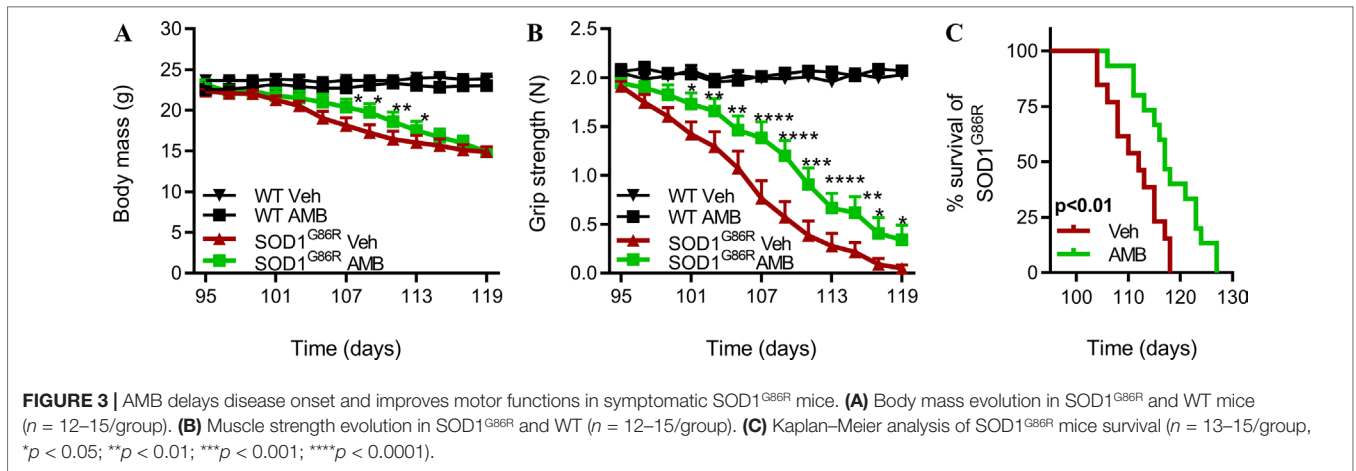 A
Body mass (g)
30
25
20
15
10
5
0
* * ** *
WT Veh
WT AMB
SOD1G86R Veh
SOD1G86R AMB
95 101 107 113 119
Time (days)
B
Grip strength (N)
2.5
2.0
1.5
1.0
0.5
0.0
* ** ** **** **** *** **** ** * *
WT Veh
WT AMB
SOD1G86R Veh
SOD1G86R AMB
95 101 107 113 119
Time (days)
C
% survival of
SOD1G86R
100
75
50
25
0
p<0.01
Veh
AMB
100 110 120 130
Time (days)
FIGURE 3 | AMB delays disease onset and improves motor functions in symptomatic SOD1G86R mice. (A) Body mass evolution in SOD1G86R and WT mice
(n = 12–15/group). (B) Muscle strength evolution in SOD1G86R and WT (n = 12–15/group). (C) Kaplan–Meier analysis of SOD1G86R mice survival (n = 13–15/group,
*p < 0.05; **p < 0.01; ***p < 0.001; ****p < 0.0001).